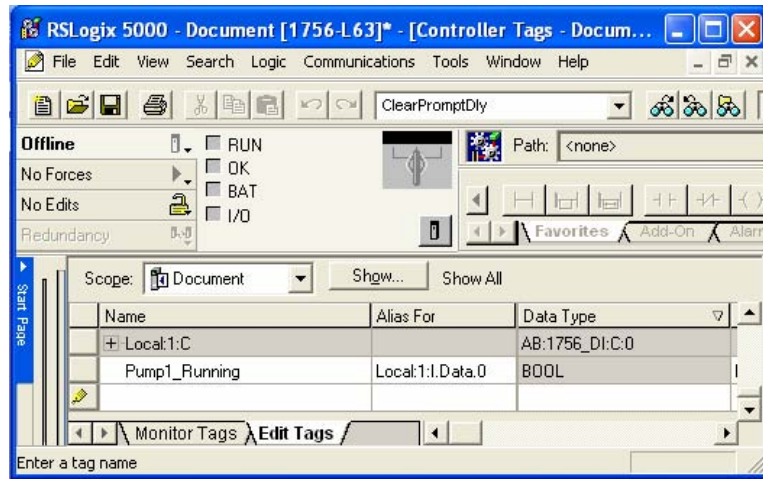 RSLogix 5000 - Document [1756-L63]* - [Controller Tags - Docum...
File Edit View Search Logic Communications Tools Window Help
ClearPromptDly
Offline RUN Path: <none>
No Forces OK
No Edits BAT
I/O
Redundancy Favorites Add-On Alarm
Start Page
Scope: Document Show... Show All
Name Alias For Data Type
Local:1:C AB:1756_DI:C:0
Pump1_Running Local:1:I.Data.0 BOOL
Monitor Tags Edit Tags
Enter a tag name